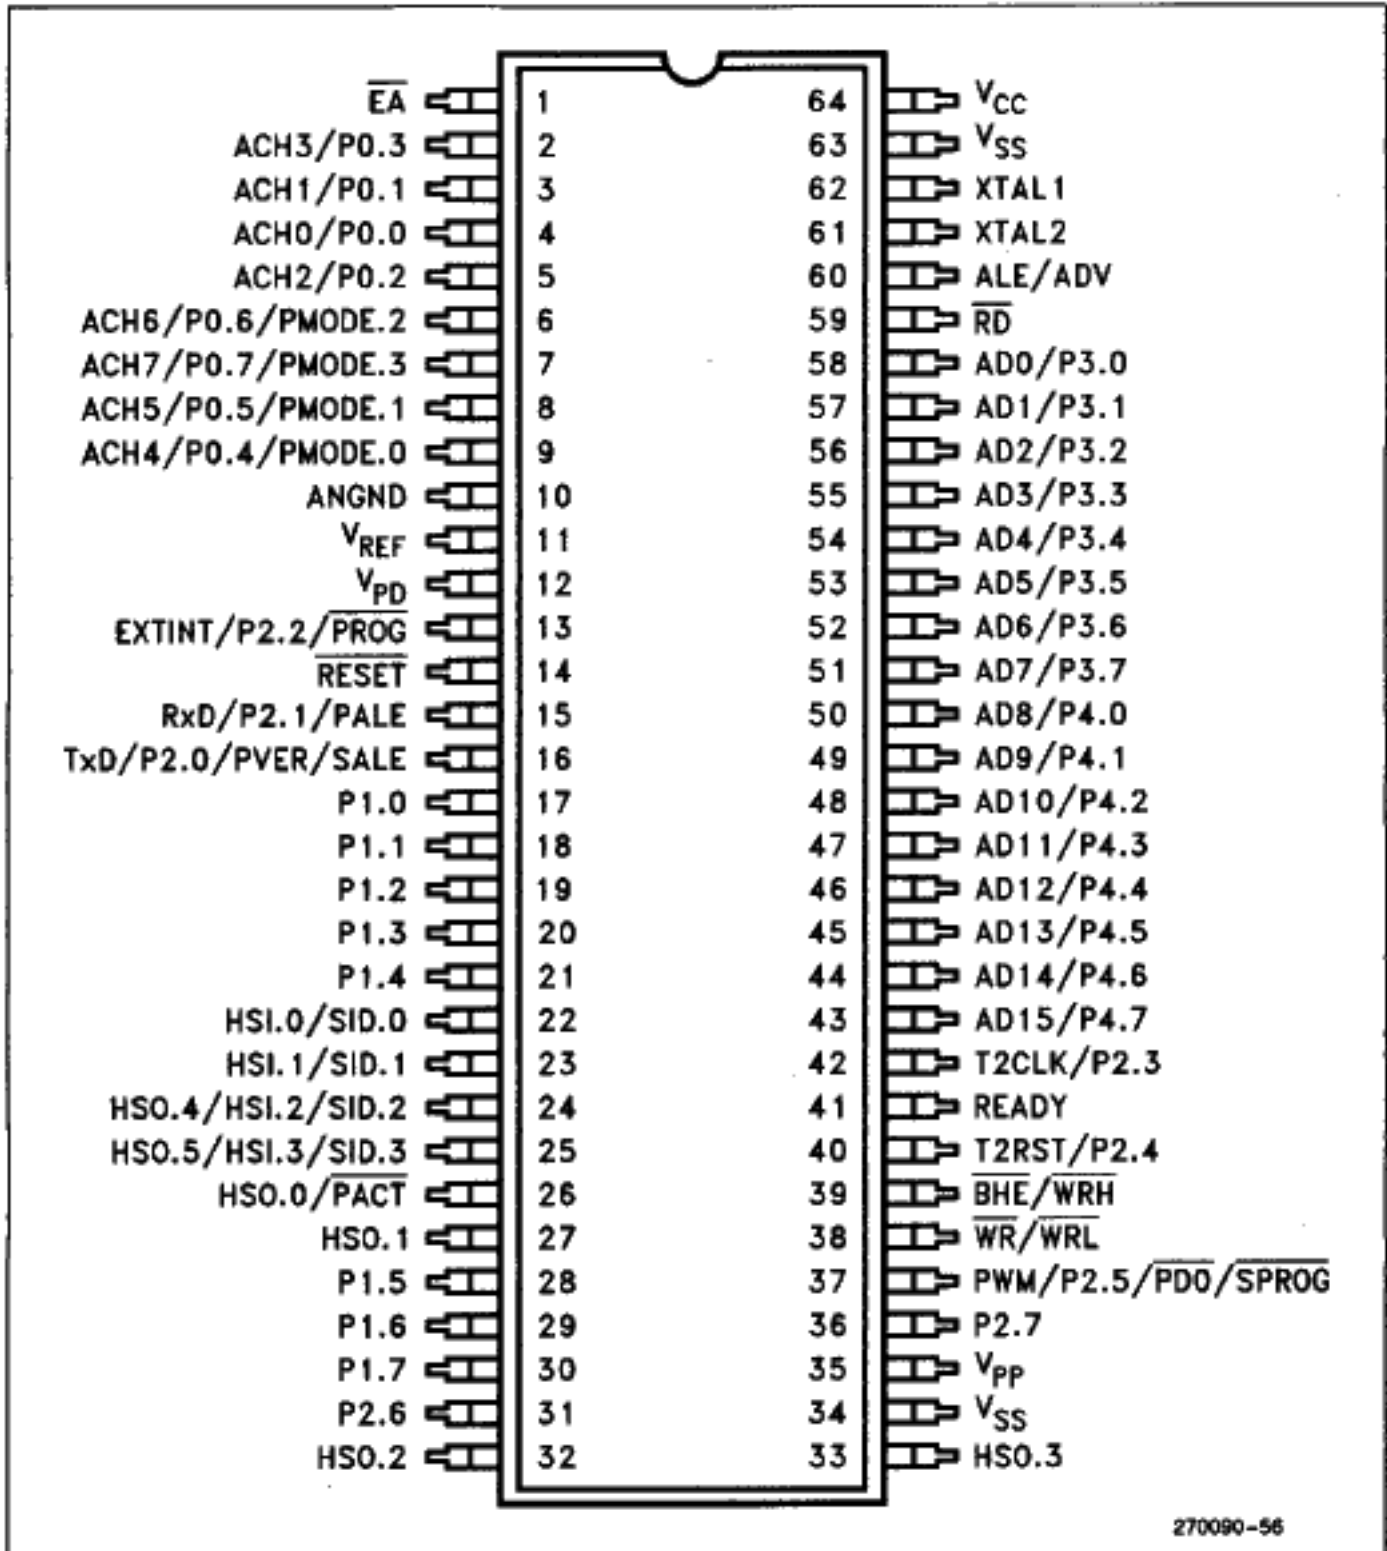 E̅A̅ 1 64 VCC
ACH3/P0.3 2 63 VSS
ACH1/P0.1 3 62 XTAL1
ACH0/P0.0 4 61 XTAL2
ACH2/P0.2 5 60 ALE/ADV
ACH6/P0.6/PMODE.2 6 59 R̅D̅
ACH7/P0.7/PMODE.3 7 58 AD0/P3.0
ACH5/P0.5/PMODE.1 8 57 AD1/P3.1
ACH4/P0.4/PMODE.0 9 56 AD2/P3.2
ANGND 10 55 AD3/P3.3
VREF 11 54 AD4/P3.4
VPD 12 53 AD5/P3.5
EXTINT/P2.2/P̅R̅O̅G̅ 13 52 AD6/P3.6
R̅E̅S̅E̅T̅ 14 51 AD7/P3.7
RxD/P2.1/PALE 15 50 AD8/P4.0
TxD/P2.0/PVER/SALE 16 49 AD9/P4.1
P1.0 17 48 AD10/P4.2
P1.1 18 47 AD11/P4.3
P1.2 19 46 AD12/P4.4
P1.3 20 45 AD13/P4.5
P1.4 21 44 AD14/P4.6
HSI.0/SID.0 22 43 AD15/P4.7
HSI.1/SID.1 23 42 T2CLK/P2.3
HSO.4/HSI.2/SID.2 24 41 READY
HSO.5/HSI.3/SID.3 25 40 T2RST/P2.4
HSO.0/P̅A̅C̅T̅ 26 39 B̅H̅E̅/W̅R̅H̅
HSO.1 27 38 W̅R̅/W̅R̅L̅
P1.5 28 37 PWM/P2.5/P̅D̅O̅/S̅P̅R̅O̅G̅
P1.6 29 36 P2.7
P1.7 30 35 VPP
P2.6 31 34 VSS
HSO.2 32 33 HSO.3
270090-56